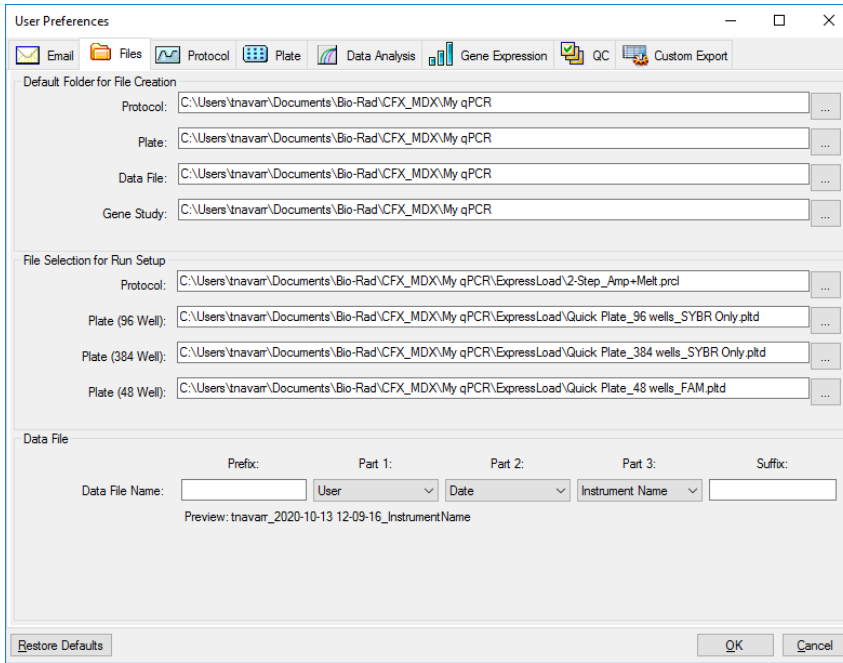 User Preferences
Email Files Protocol Plate Data Analysis Gene Expression QC Custom Export
Default Folder for File Creation
Protocol: C:\Users\tnavarr\Documents\Bio-Rad\CFX_MDX\My qPCR ...
Plate: C:\Users\tnavarr\Documents\Bio-Rad\CFX_MDX\My qPCR ...
Data File: C:\Users\tnavarr\Documents\Bio-Rad\CFX_MDX\My qPCR ...
Gene Study: C:\Users\tnavarr\Documents\Bio-Rad\CFX_MDX\My qPCR ...
File Selection for Run Setup
Protocol: C:\Users\tnavarr\Documents\Bio-Rad\CFX_MDX\My qPCR\ExpressLoad\2-Step_Amp+Melt.prcl ...
Plate (96 Well): C:\Users\tnavarr\Documents\Bio-Rad\CFX_MDX\My qPCR\ExpressLoad\Quick Plate_96 wells_SYBR Only.pltd ...
Plate (384 Well): C:\Users\tnavarr\Documents\Bio-Rad\CFX_MDX\My qPCR\ExpressLoad\Quick Plate_384 wells_SYBR Only.pltd ...
Plate (48 Well): C:\Users\tnavarr\Documents\Bio-Rad\CFX_MDX\My qPCR\ExpressLoad\Quick Plate_48 wells_FAM.pltd ...
Data File
Prefix: Part 1: Part 2: Part 3: Suffix:
Data File Name: User Date Instrument Name
Preview: tnavarr_2020-10-13 12-09-16_InstrumentName
Restore Defaults OK Cancel